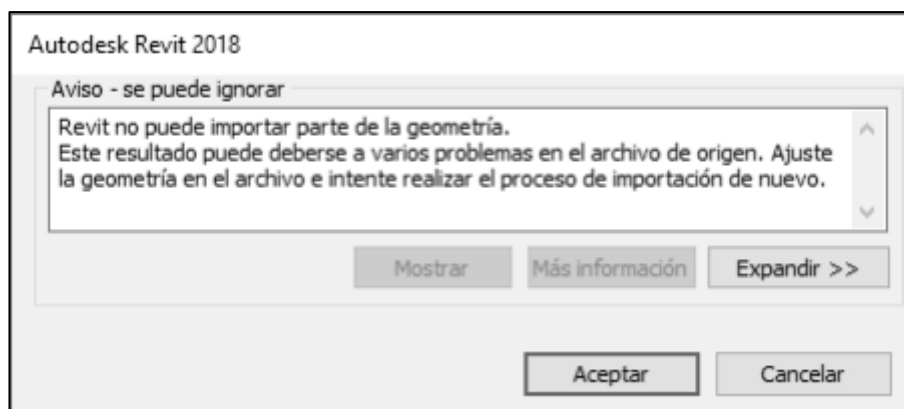 Autodesk Revit 2018
Aviso - se puede ignorar
Revit no puede importar parte de la geometría.
Este resultado puede deberse a varios problemas en el archivo de origen. Ajuste
la geometría en el archivo e intente realizar el proceso de importación de nuevo.
Mostrar
Más información
Expandir >>
Aceptar
Cancelar